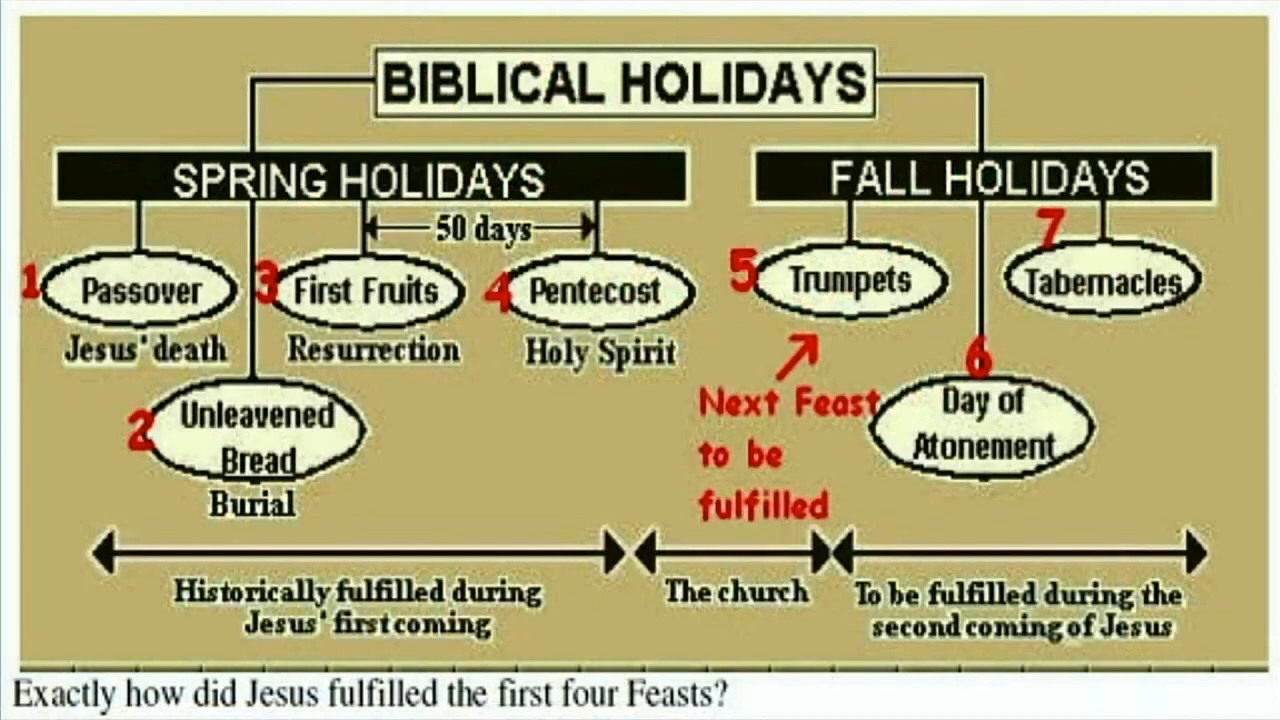 BIBLICAL HOLIDAYS
SPRING HOLIDAYS
50 days
1 Passover
Jesus' death
2 Unleavened
Bread
Burial
3 First Fruits
Resurrection
4 Pentecost
Holy Spirit
FALL HOLIDAYS
5 Trumpets
Next Feast
to be
fulfilled
6
Day of
Atonement
7
Tabernacles
Historically fulfilled during
Jesus' first coming
The church
To be fulfilled during the
second coming of Jesus
Exactly how did Jesus fulfilled the first four Feasts?